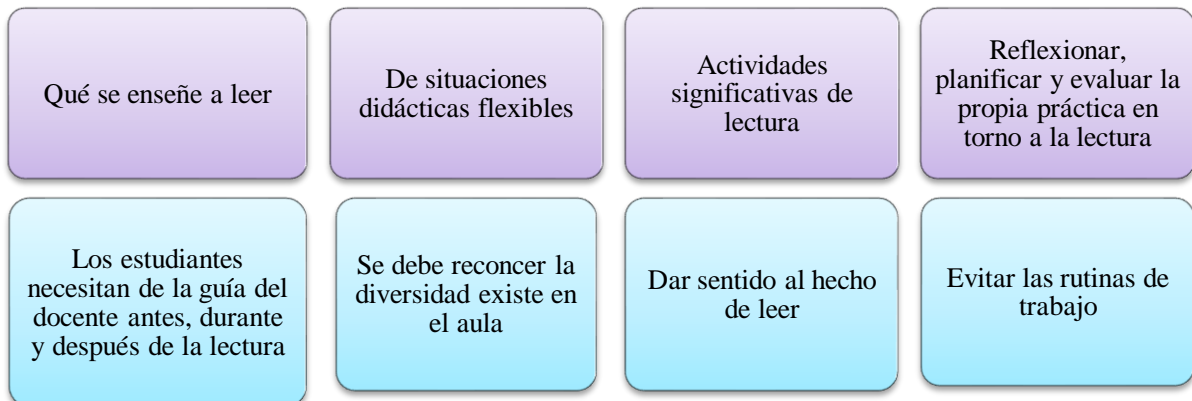 Qué se enseñe a leer
De situaciones
didácticas flexibles
Actividades
significativas de
lectura
Reflexionar,
planificar y evaluar la
propia práctica en
torno a la lectura
Los estudiantes
necesitan de la guía del
docente antes, durante
y después de la lectura
Se debe reconcer la
diversidad existe en
el aula
Dar sentido al hecho
de leer
Evitar las rutinas de
trabajo